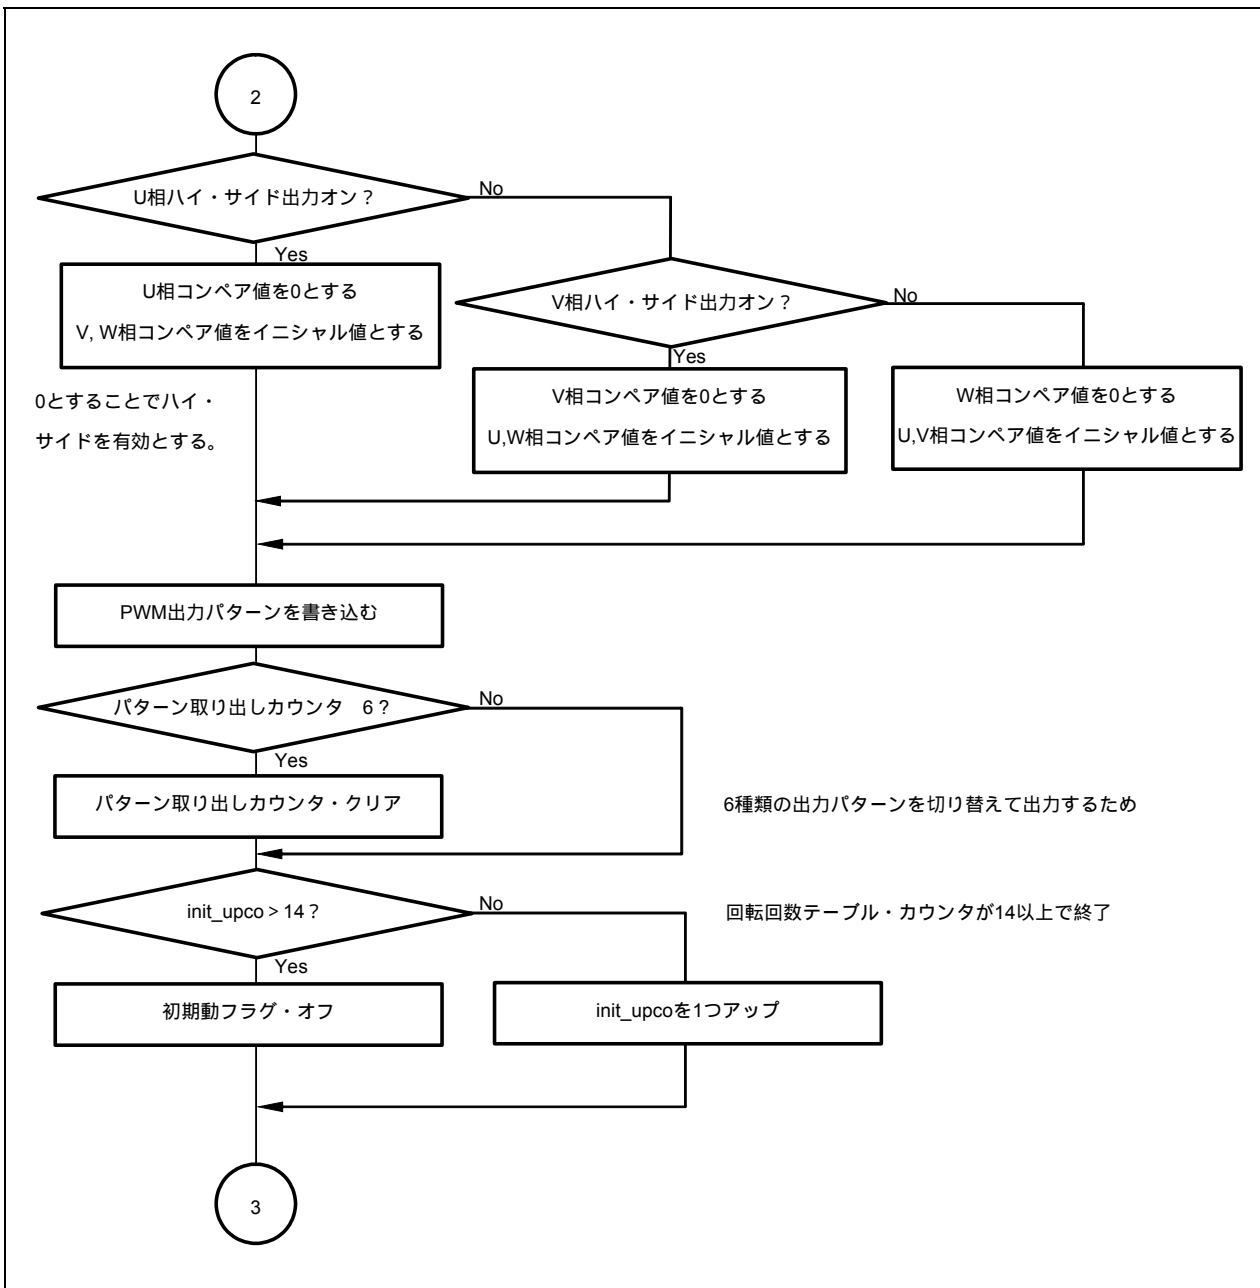 2
U相ハイ・サイド出力オン？
No
Yes
U相コンペア値を0とする
V, W相コンペア値をイニシャル値とする
V相ハイ・サイド出力オン？
No
Yes
0とすることでハイ・
サイドを有効とする。
V相コンペア値を0とする
U,W相コンペア値をイニシャル値とする
W相コンペア値を0とする
U,V相コンペア値をイニシャル値とする
PWM出力パターンを書き込む
パターン取り出しカウンタ　6？
No
Yes
パターン取り出しカウンタ・クリア
6種類の出力パターンを切り替えて出力するため
init_upco＞14？
No
回転回数テーブル・カウンタが14以上で終了
Yes
初期動フラグ・オフ
init_upcoを1つアップ
3